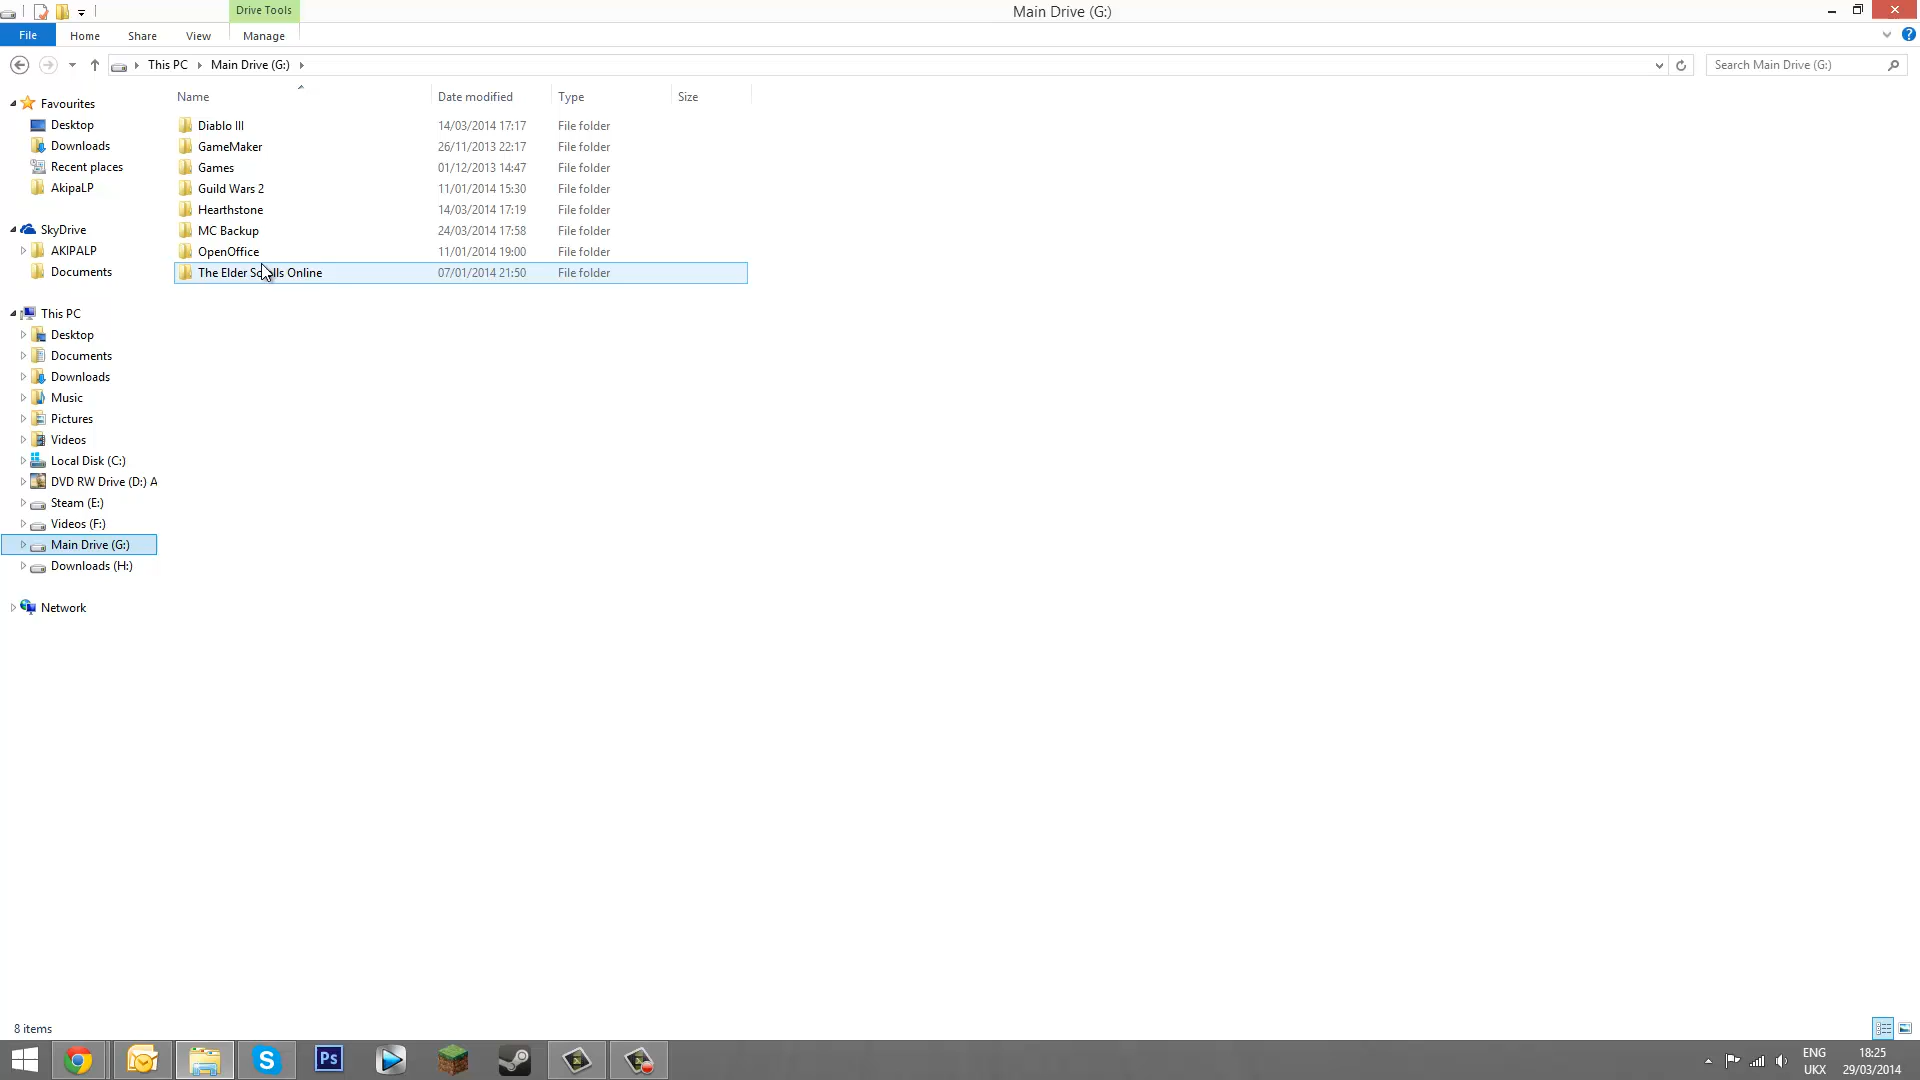 Drive Tools
Main Drive (G:)
File Home Share View Manage
This PC Main Drive (G:)
Search Main Drive (G:)
Name Date modified Type Size
Favourites
Desktop
Downloads
Recent places
AkipaLP
SkyDrive
AKIPALP
Documents
This PC
Desktop
Documents
Downloads
Music
Pictures
Videos
Local Disk (C:)
DVD RW Drive (D:) A
Steam (E:)
Videos (F:)
Main Drive (G:)
Downloads (H:)
Network
Diablo III 14/03/2014 17:17 File folder
GameMaker 26/11/2013 22:17 File folder
Games 01/12/2013 14:47 File folder
Guild Wars 2 11/01/2014 15:30 File folder
Hearthstone 14/03/2014 17:19 File folder
MC Backup 24/03/2014 17:58 File folder
OpenOffice 11/01/2014 19:00 File folder
The Elder Scrolls Online 07/01/2014 21:50 File folder
8 items
Ps
ENG 18:25
UKX 29/03/2014